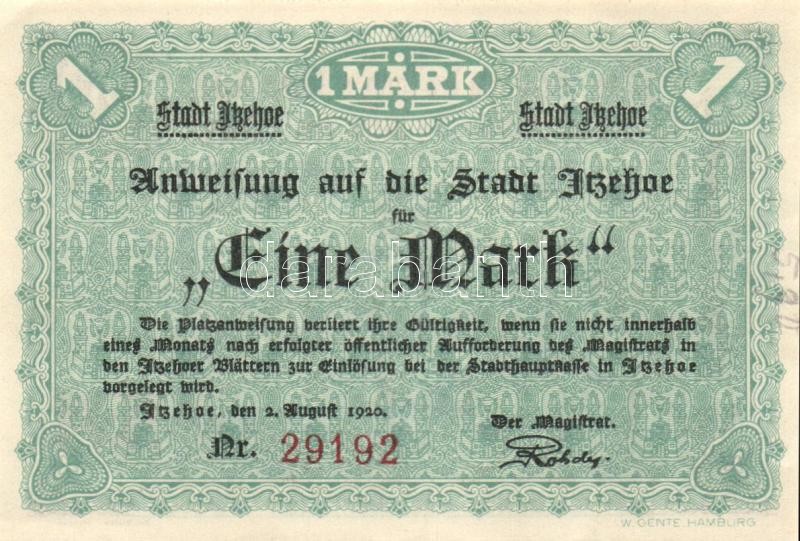 1 1 MARK 1
Stadt Itzehoe Stadt Itzehoe
Anweisung auf die Stadt Itzehoe
für
„Eine Mark“
darabanth
Die Platzanweisung verliert ihre Gültigkeit, wenn sie nicht innerhalb
eines Monats nach erfolgter öffentlicher Aufforderung des Magistrats in
den Itzehoer Blättern zur Einlösung bei der Stadthauptkasse in Itzehoe
vorgelegt wird.
Itzehoe, den 2. August 1920.
Der Magistrat.
Nr. 29192
Rohde.
W. GENTE, HAMBURG